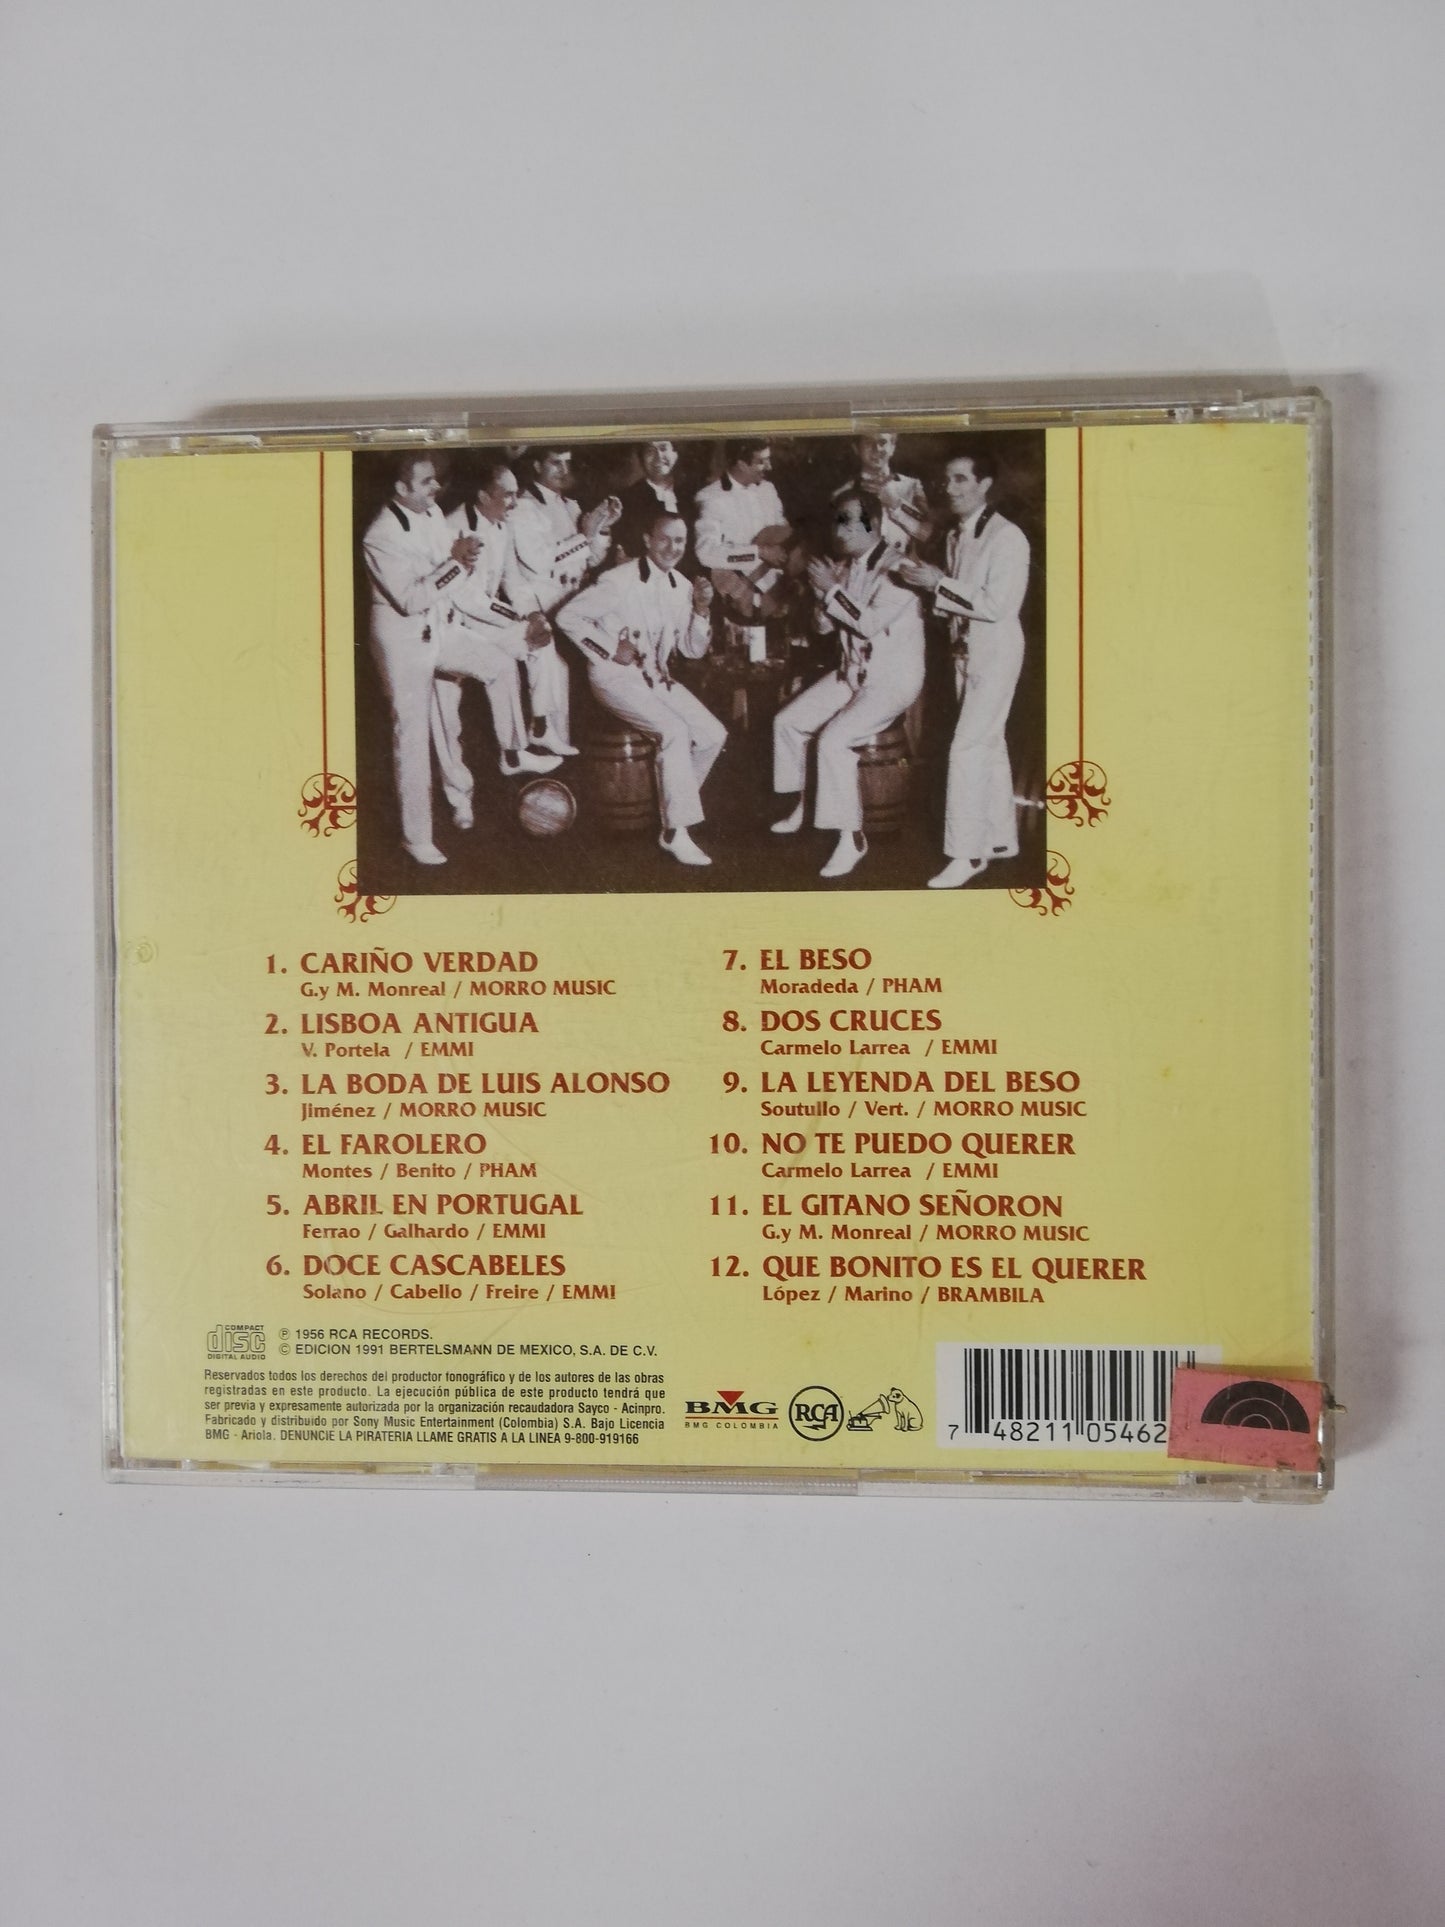 1. CARIÑO VERDAD
G.y M. Monreal / MORRO MUSIC
2. LISBOA ANTIGUA
V. Portela / EMMI
3. LA BODA DE LUIS ALONSO
Jiménez / MORRO MUSIC
4. EL FAROLERO
Montes / Benito / PHAM
5. ABRIL EN PORTUGAL
Ferrao / Galhardo / EMMI
6. DOCE CASCABELES
Solano / Cabello / Freire / EMMI
7. EL BESO
Moradeda / PHAM
8. DOS CRUCES
Carmelo Larrea / EMMI
9. LA LEYENDA DEL BESO
Soutullo / Vert. / MORRO MUSIC
10. NO TE PUEDO QUERER
Carmelo Larrea / EMMI
11. EL GITANO SEÑORON
G.y M. Monreal / MORRO MUSIC
12. QUE BONITO ES EL QUERER
López / Marino / BRAMBILA
COMPACT
disc
DIGITAL AUDIO
℗ 1956 RCA RECORDS.
© EDICION 1991 BERTELSMANN DE MEXICO, S.A. DE C.V.
Reservados todos los derechos del productor fonográfico y de los autores de las obras
registradas en este producto. La ejecución pública de este producto tendrá que
ser previa y expresamente autorizada por la organización recaudadora Sayco - Acinpro.
Fabricado y distribuido por Sony Music Entertainment (Colombia) S.A. Bajo Licencia
BMG - Ariola. DENUNCIE LA PIRATERIA LLAME GRATIS A LA LINEA 9-800-919166
BMG
BMG COLOMBIA
RCA
7 48211 05462